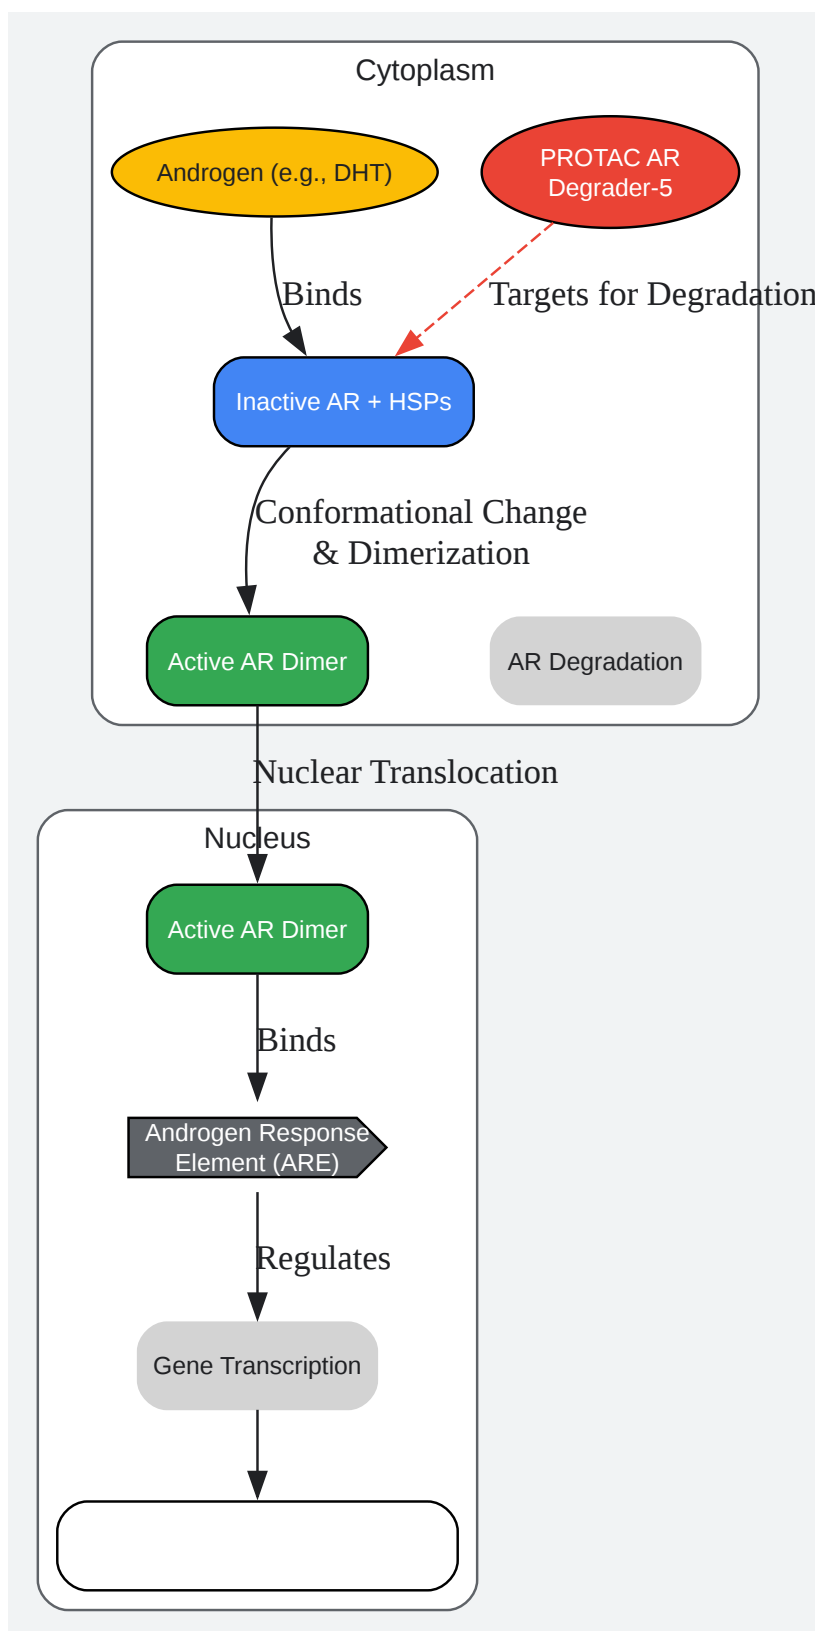 Cytoplasm
Androgen (e.g., DHT)
PROTAC AR
Degrader-5
Binds
Targets for Degradation
Inactive AR + HSPs
Conformational Change
& Dimerization
Active AR Dimer
AR Degradation
Nuclear Translocation
Nucleus
Active AR Dimer
Binds
Androgen Response
Element (ARE)
Regulates
Gene Transcription